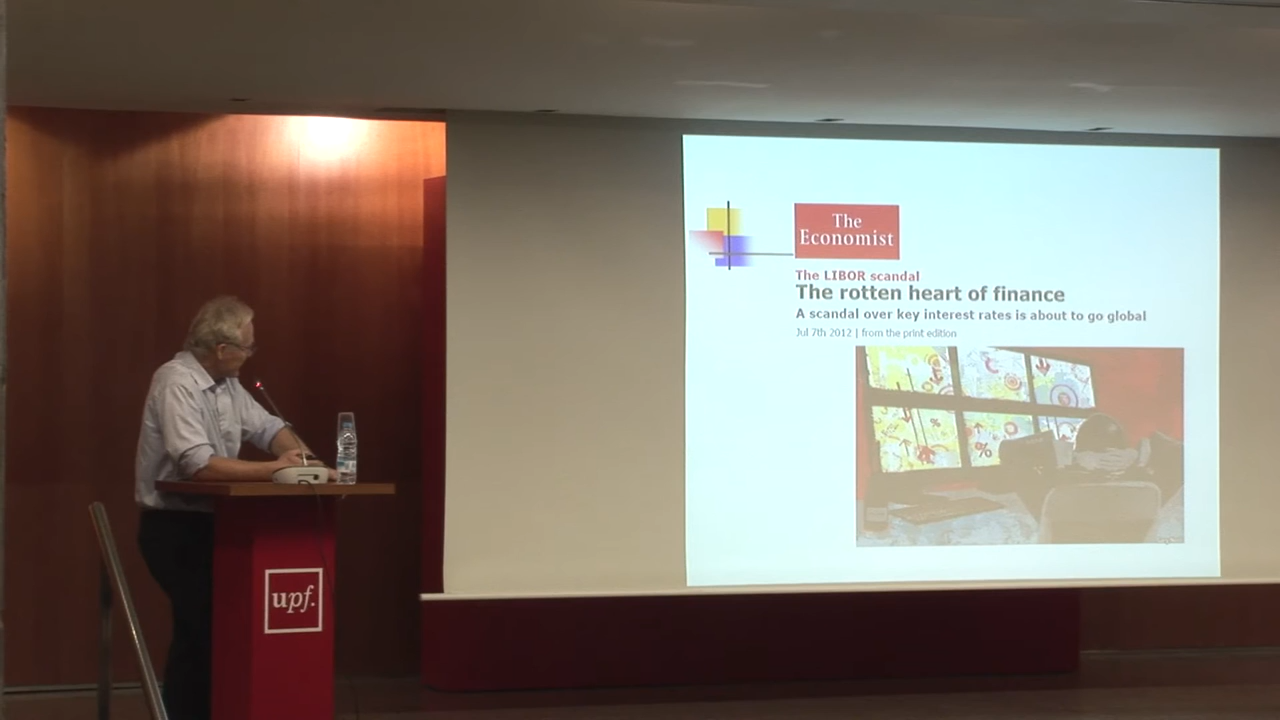 The
Economist
The LIBOR scandal
The rotten heart of finance
A scandal over key interest rates is about to go global
Jul 7th 2012 | from the print edition
%
upf.